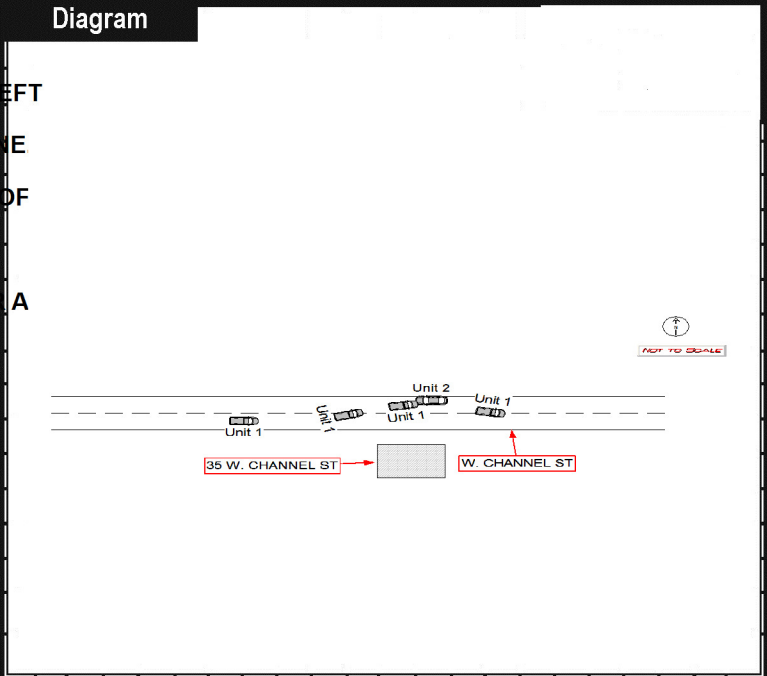 Diagram
EFT
NE
OF
A
N
NOT TO SCALE
Unit 2
Unit 1
Unit 1
Unit 1
Unit 1
35 W. CHANNEL ST
W. CHANNEL ST